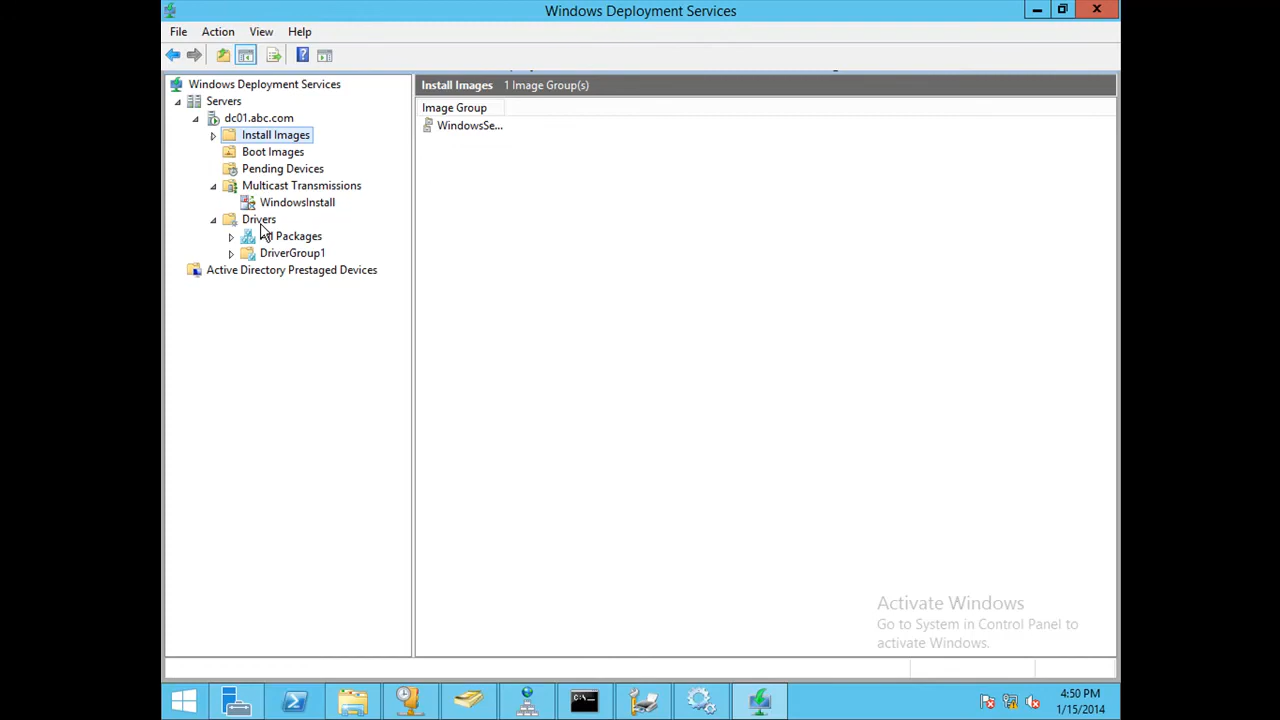 Windows Deployment Services
File Action View Help
Windows Deployment Services
Servers
dc01.abc.com
Install Images
Boot Images
Pending Devices
Multicast Transmissions
WindowsInstall
Drivers
Packages
DriverGroup1
Active Directory Prestaged Devices
Install Images 1 Image Group(s)
Image Group
WindowsSe...
Activate Windows
Go to System in Control Panel to
activate Windows.
C:\_
4:50 PM
1/15/2014